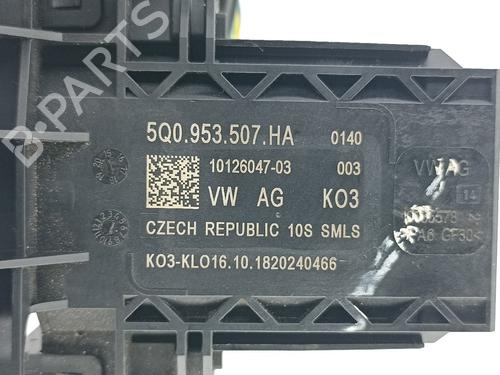 5Q0.953.507.HA 0140
10126047-03 003
VW AG KO3
CZECH REPUBLIC 10S SMLS
KO3-KLO16.10.1820240466
VW AG
14
B-PARTS